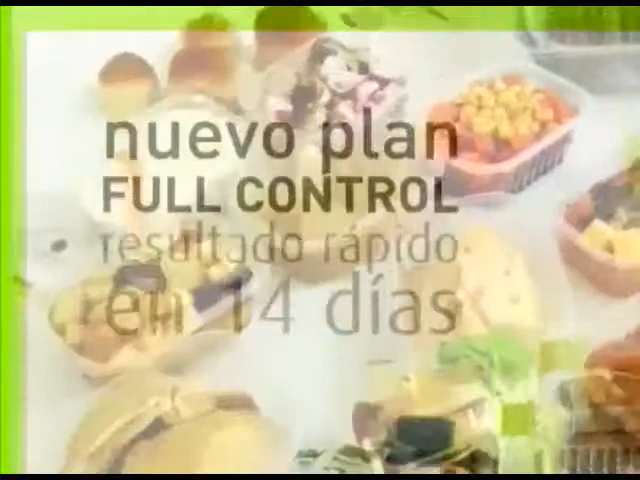 nuevo plan
FULL CONTROL
resultado rápido
en 14 días